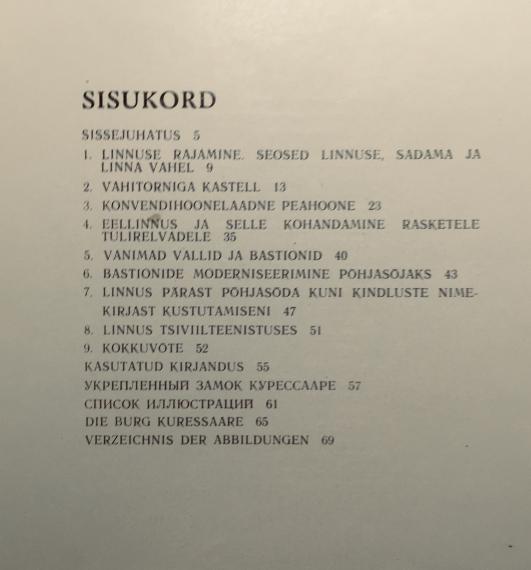 SISUKORD
SISSEJUHATUS 5
1. LINNUSE RAJAMINE. SEOSED LINNUSE, SADAMA JA
LINNA VAHEL 9
2. VAHITORNIGA KASTELL 13
3. KONVENDIHOONELAADNE PEAHOONE 23
4. EELLINNUS JA SELLE KOHANDAMINE RASKETELE
TULIRELVADELE 35
5. VANIMAD VALLID JA BASTIONID 40
6. BASTIONIDE MODERNISEERIMINE PÕHJASÕJAKS 43
7. LINNUS PÄRAST PÕHJASÕDA KUNI KINDLUSTE NIME-
KIRJAST KUSTUTAMISENI 47
8. LINNUS TSIVIILTEENISTUSES 51
9. KOKKUVÕTE 52
KASUTATUD KIRJANDUS 55
УКРЕПЛЕННЫЙ ЗАМОК КУРЕССААРЕ 57
СПИСОК ИЛЛЮСТРАЦИЙ 61
DIE BURG KURESSAARE 65
VERZEICHNIS DER ABBILDUNGEN 69